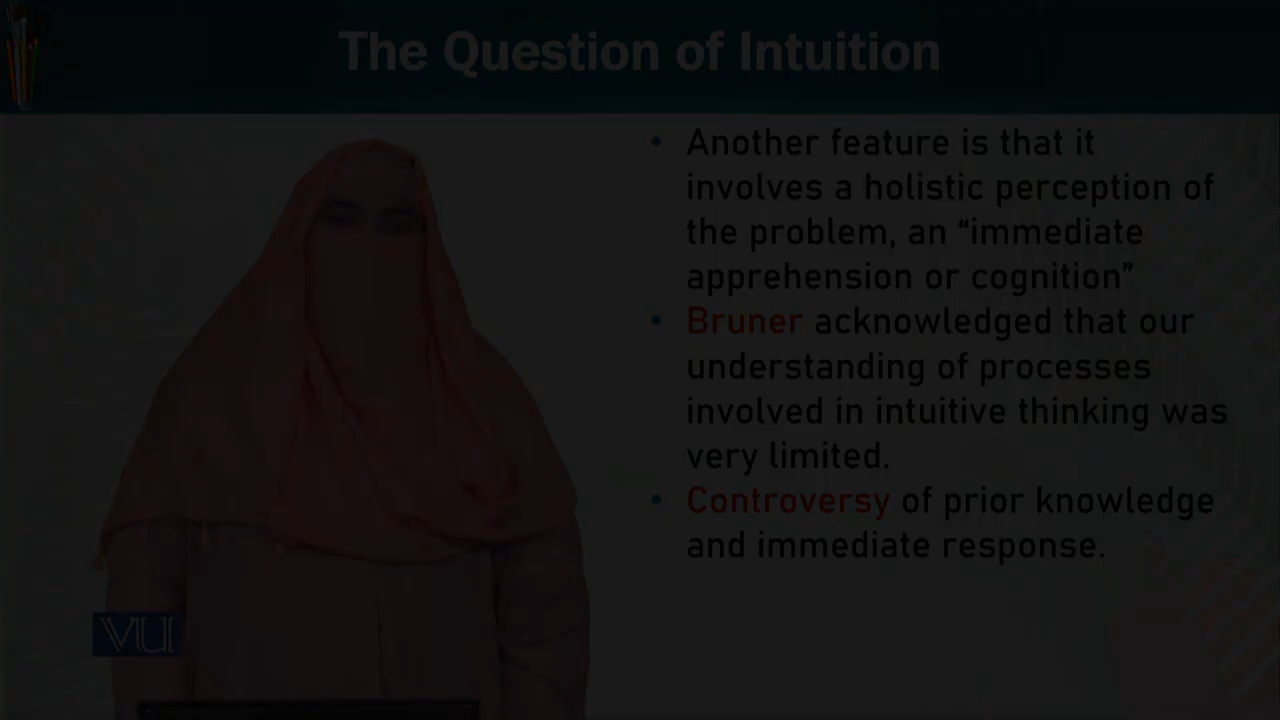 The Question of Intuition
• Another feature is that it
involves a holistic perception of
the problem, an “immediate
apprehension or cognition”
• Bruner acknowledged that our
understanding of processes
involved in intuitive thinking was
very limited.
• Controversy of prior knowledge
and immediate response.
VU